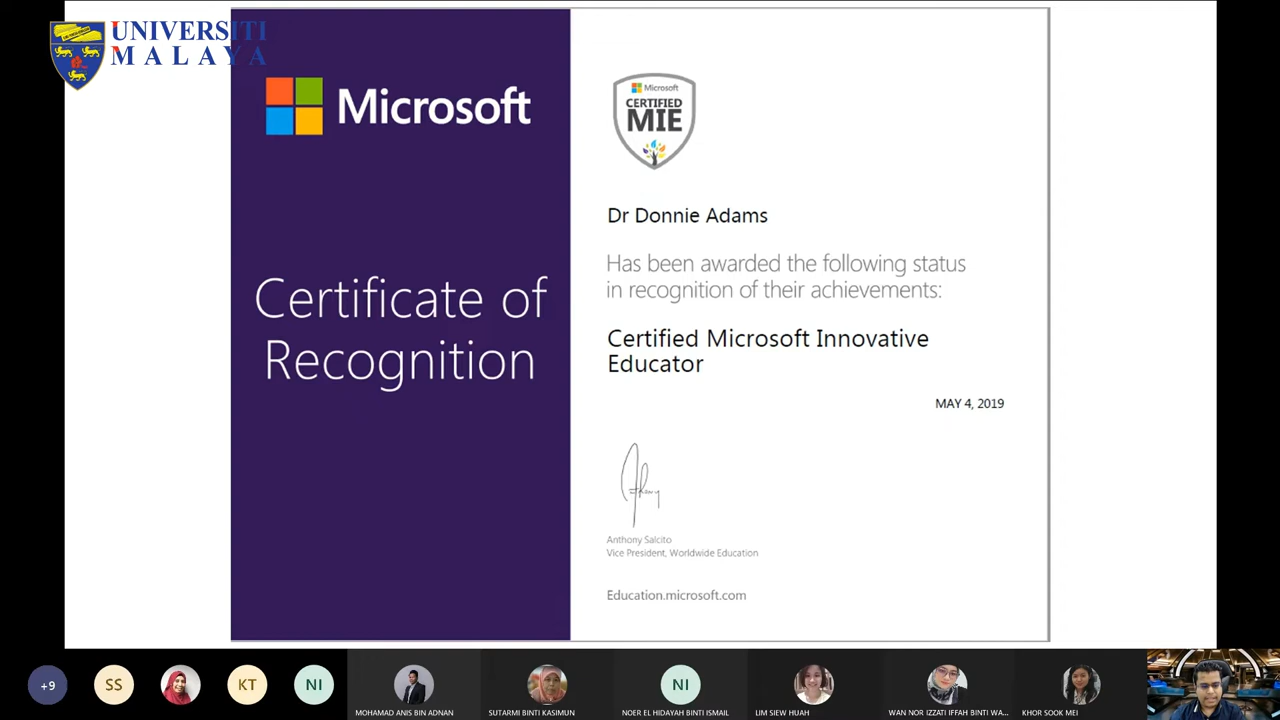 UNIVERSITI
MALAYA
Microsoft
Certificate of
Recognition
Microsoft
CERTIFIED
MIE
Dr Donnie Adams
Has been awarded the following status
in recognition of their achievements:
Certified Microsoft Innovative
Educator
MAY 4, 2019
Anthony
Anthony Salcito
Vice President, Worldwide Education
Education.microsoft.com
+9
SS
KT
NI
NI
MOHAMAD ANIS BIN ADNAN
SUTARMI BINTI KASIMUN
NOER EL HIDAYAH BINTI ISMAIL
LIM SIEW HUAH
WAN NOR IZZATI IFFAH BINTI WA...
KHOR SOOK MEI